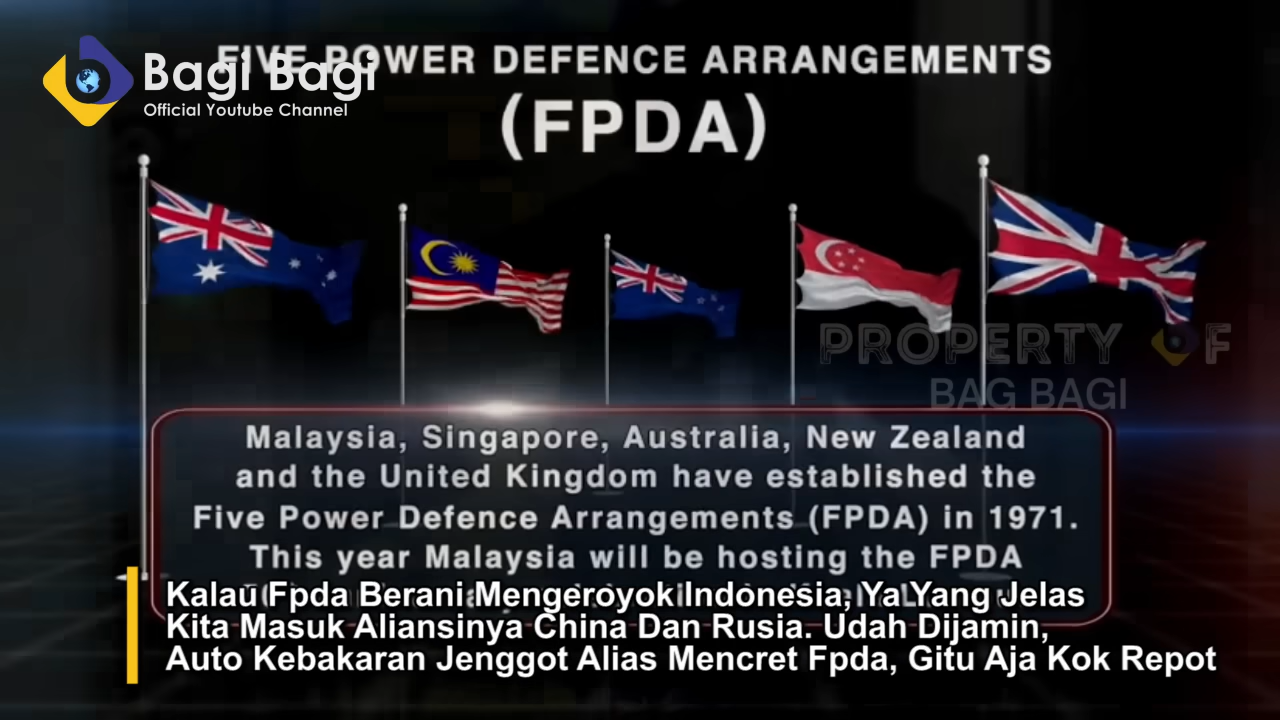 FIVE POWER DEFENCE ARRANGEMENTS
(FPDA)
Bagi Bagi
Official Youtube Channel
PROPERTY OF
BAG BAGI
Malaysia, Singapore, Australia, New Zealand
and the United Kingdom have established the
Five Power Defence Arrangements (FPDA) in 1971.
This year Malaysia will be hosting the FPDA
Kalau Fpda Berani Mengeroyok Indonesia, Ya Yang Jelas
Kita Masuk Aliansinya China Dan Rusia. Udah Dijamin,
Auto Kebakaran Jenggot Alias Mencret Fpda, Gitu Aja Kok Repot